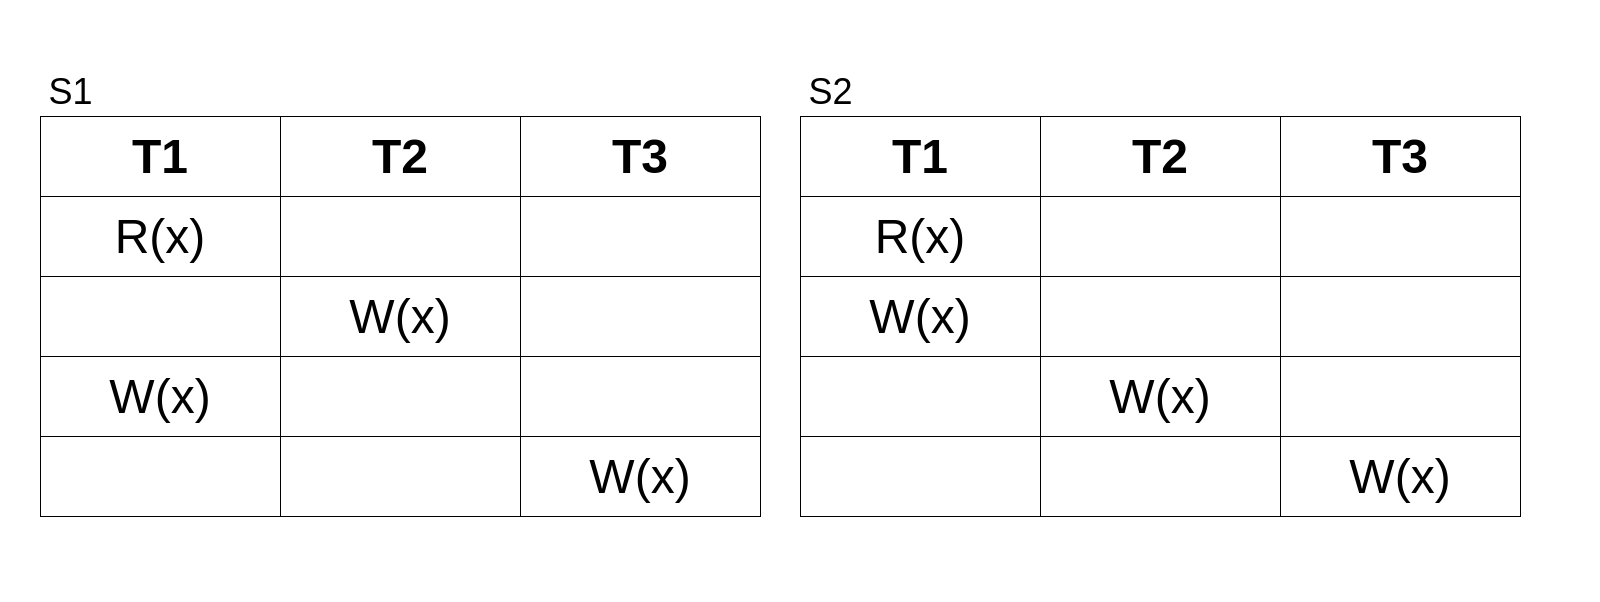 S1
T1 T2 T3
R(x)
W(x)
W(x)
W(x)
S2
T1 T2 T3
R(x)
W(x)
W(x)
W(x)